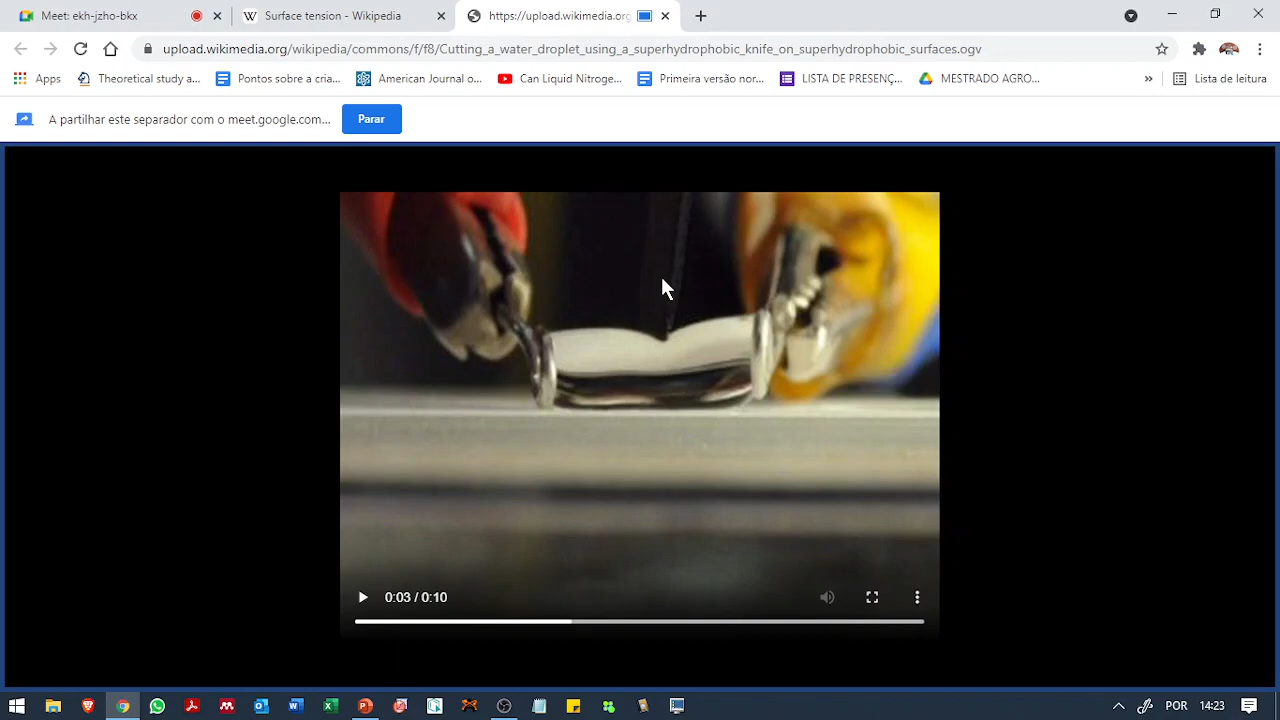 Meet: ekh-jzho-bkx
Surface tension - Wikipedia
https://upload.wikimedia.org
upload.wikimedia.org/wikipedia/commons/f/f8/Cutting_a_water_droplet_using_a_superhydrophobic_knife_on_superhydrophobic_surfaces.ogv
Apps
Theoretical study a...
Pontos sobre a cria...
American Journal o...
Can Liquid Nitroge...
Primeira versão nor...
LISTA DE PRESENÇ...
MESTRADO AGRO...
»
Lista de leitura
A partilhar este separador com o meet.google.com...
Parar
0:03 / 0:10
POR
14:23